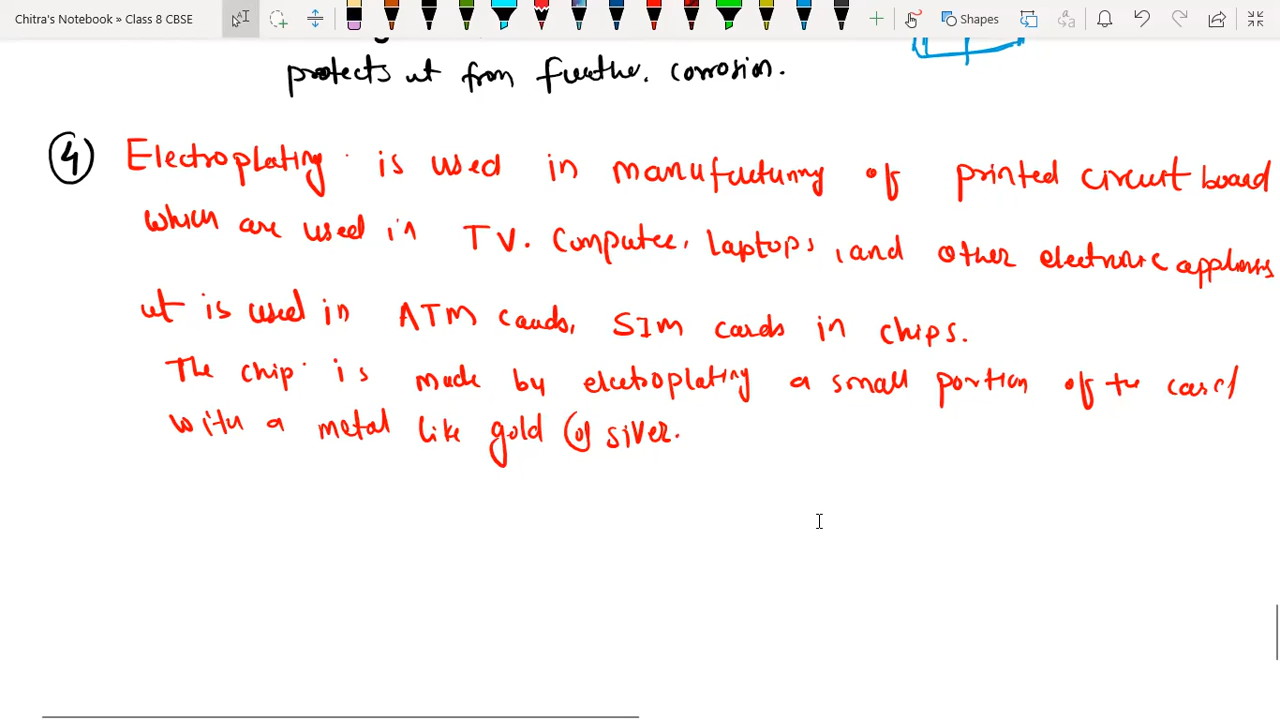 Chitra's Notebook » Class 8 CBSE
Shapes
protects it from further. corrosion.
④ Electroplating is used in manufacturing of printed circuit board
which are used in TV. Computer, laptops, and other electronic appliances
it is used in ATM cards, SIM cards in chips.
The chip is made by electroplating a small portion of the card
with a metal like gold (or) silver.